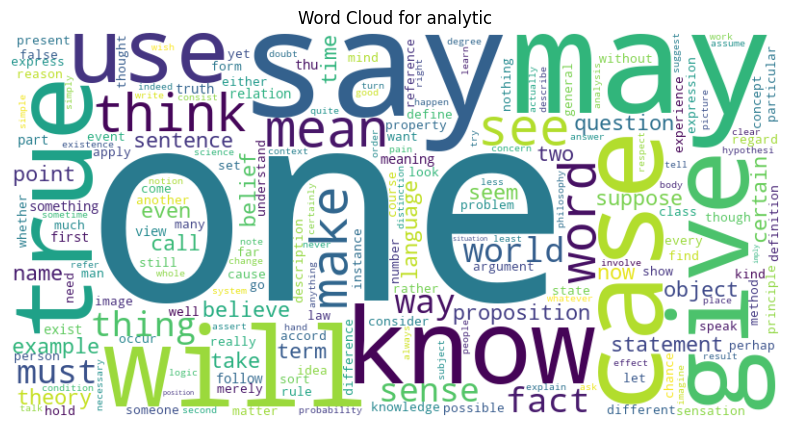 Word Cloud for analytic
present
false
express
reason
use
thought
wish
yet
form
indeed
write
simply
simple
consist
truth
doubt
either
relation
thu
say
turn
good
mind
time
quite
degree
learn
happen
actually
describe
may
reference
right
without
nothing
suggest
work
assume
general
analysis
expression
experience
picture
concept
particular
true
think
sentence
mean
see
question
property
define
order
pain
try
concern
answer
clear
respect
hypothesi
regard
part
event
existence
apply
science
set
context
belief
understand
want
meaning
look
two
tell
point
something
whether
much
first
sometime
notion
come
another
even
many
view
call
still
one
less
seem
problem
course
distinction
language
certainly
make
instance
description
body
suppose
class
though
every
find
certain
definition
word
case
give
philosophy
name
need
refer
man
note
change
never
far
cause
go
anything
number
world
least
argument
situation
involve
now
show
kind
imply
image
whole
system
well
believe
law
way
rather
state
whatever
object
method
principle
place
thing
exist
example
occur
assert
hand
accord
consider
proposition
speak
perhap
person
will
really
take
term
difference
always
subject
people
know
statement
must
theory
condition
necessary
logic
follow
sort
idea
merely
rule
sense
fact
explain
ask
effect
let
chance
imagine
result
talk
hold
someone
second
position
matter
probability
knowledge
possible
different
sensation